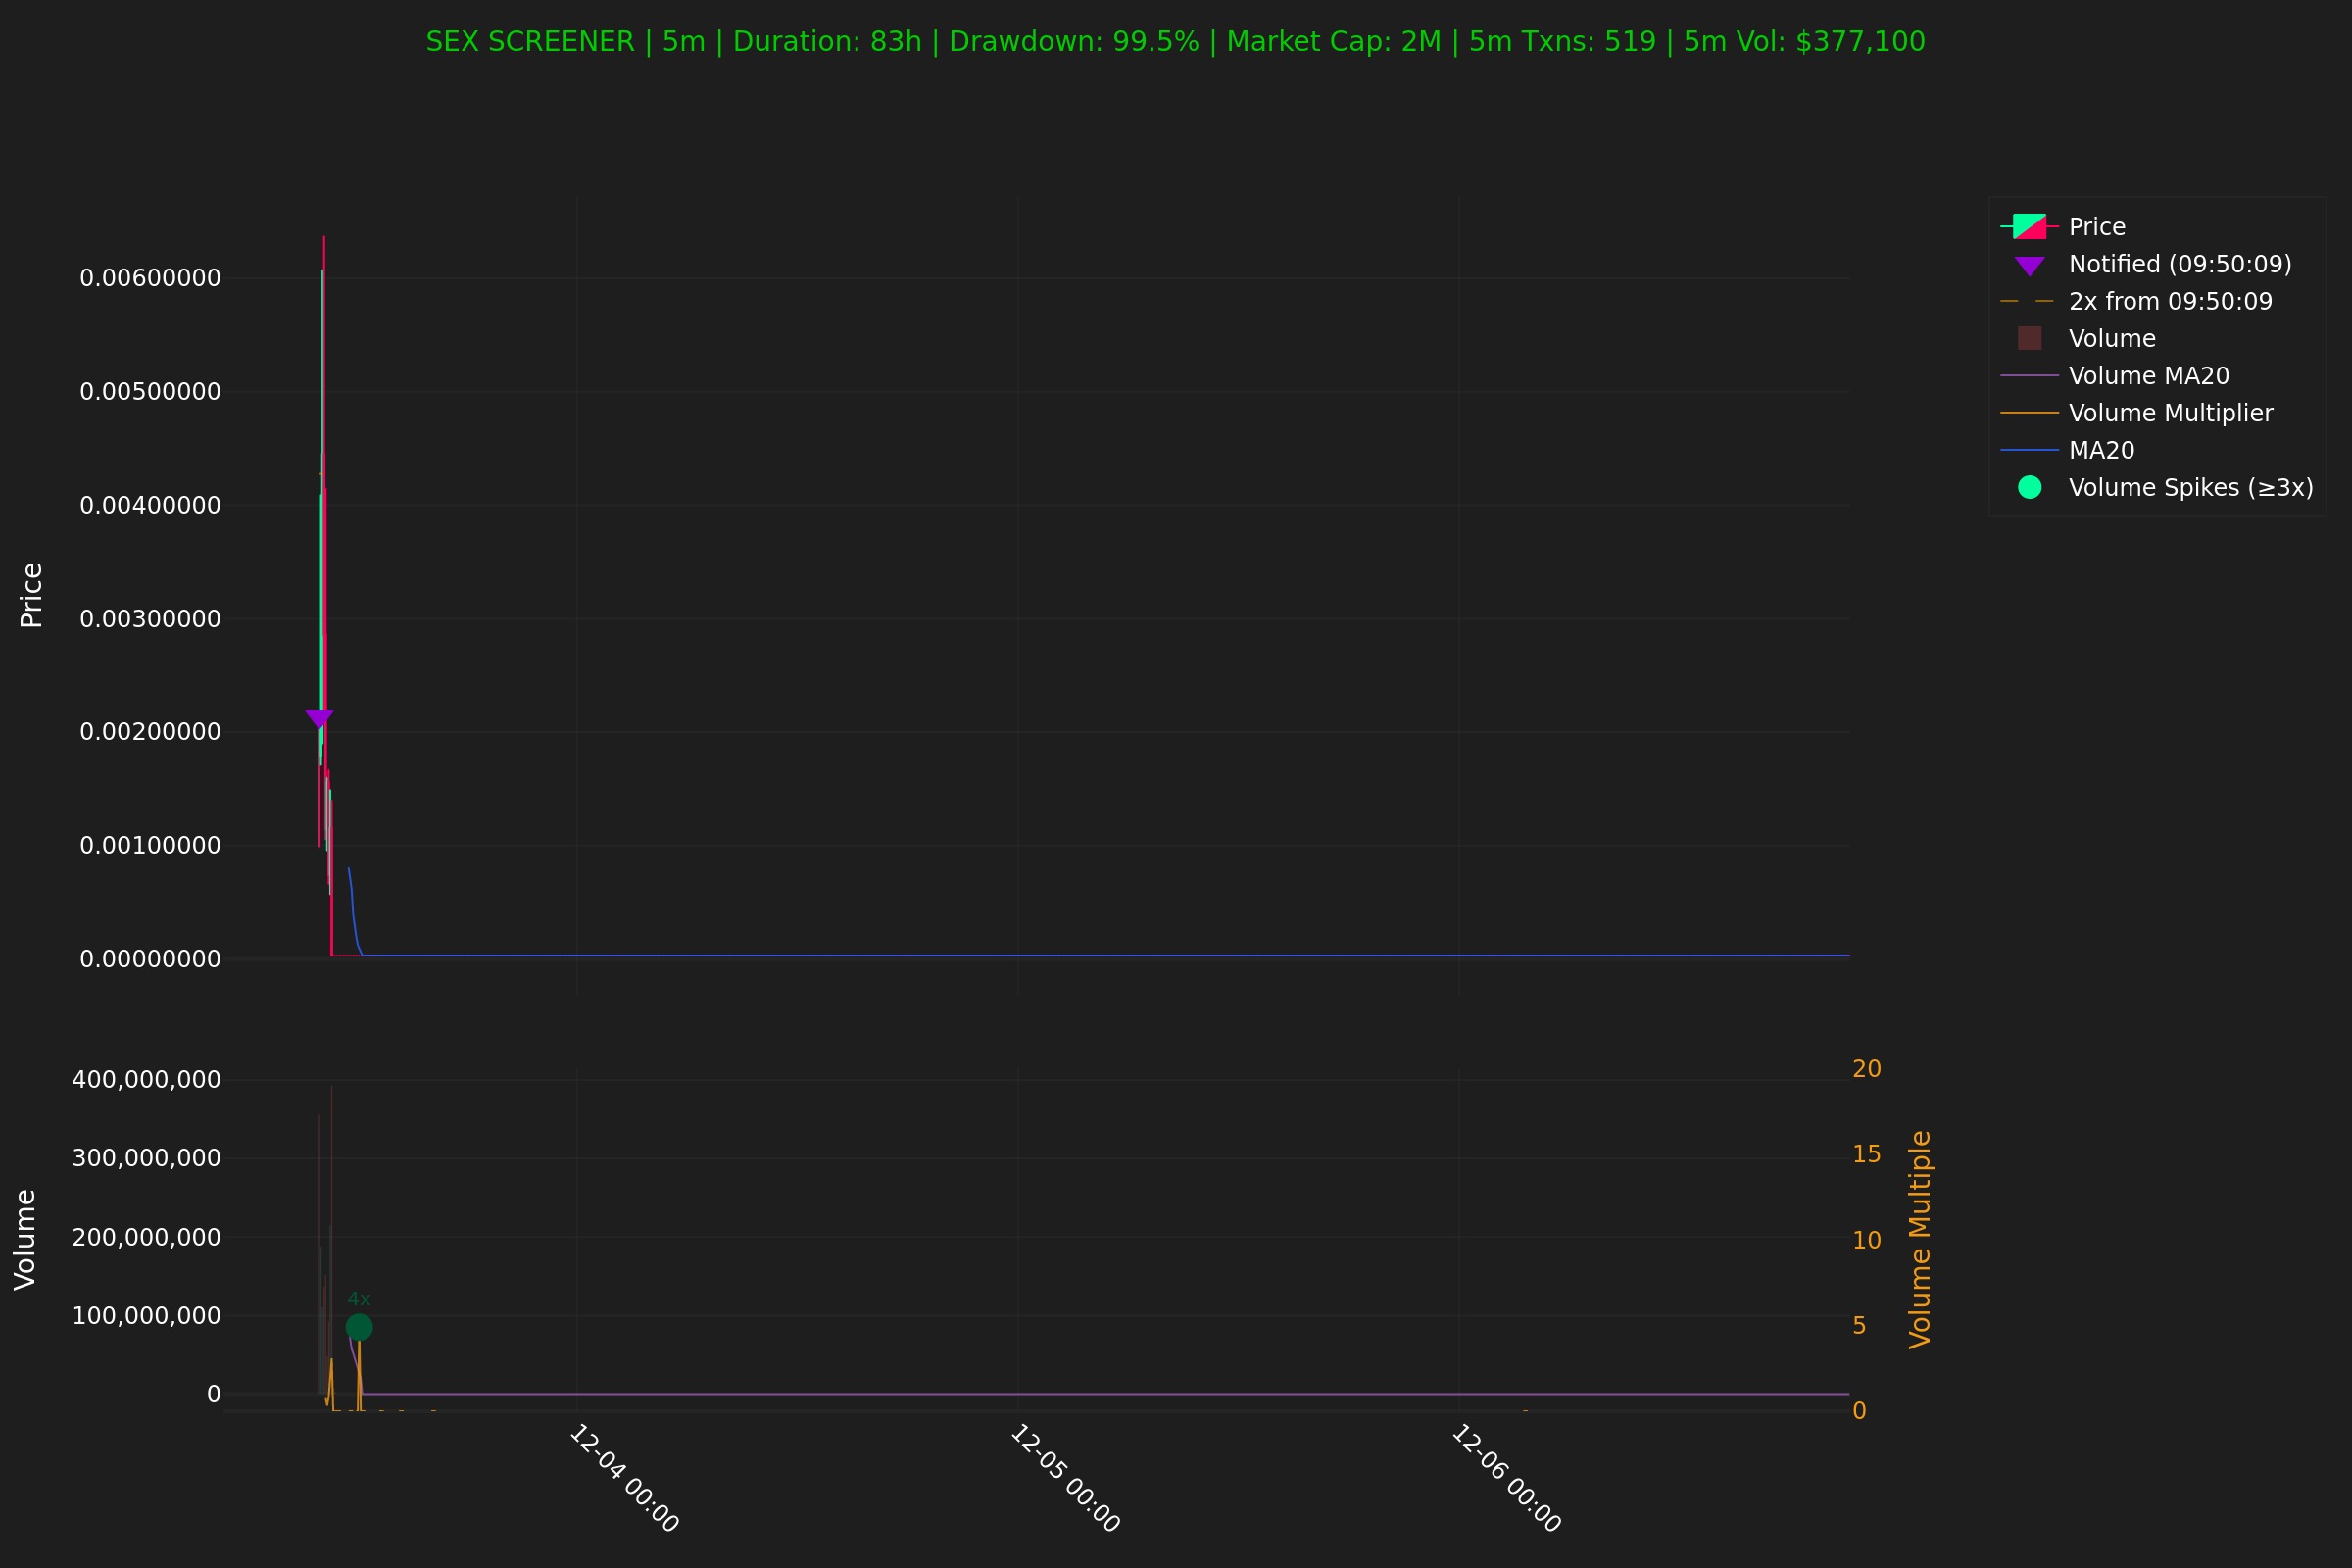 SEX SCREENER | 5m | Duration: 83h | Drawdown: 99.5% | Market Cap: 2M | 5m Txns: 519 | 5m Vol: $377,100
Price
0.00600000
0.00500000
0.00400000
0.00300000
0.00200000
0.00100000
0.00000000
Price
Notified (09:50:09)
2x from 09:50:09
Volume
Volume MA20
Volume Multiplier
MA20
Volume Spikes (≥3x)
Volume
400,000,000
300,000,000
200,000,000
100,000,000
0
4x
20
15
10
5
0
Volume Multiple
12-04 00:00
12-05 00:00
12-06 00:00